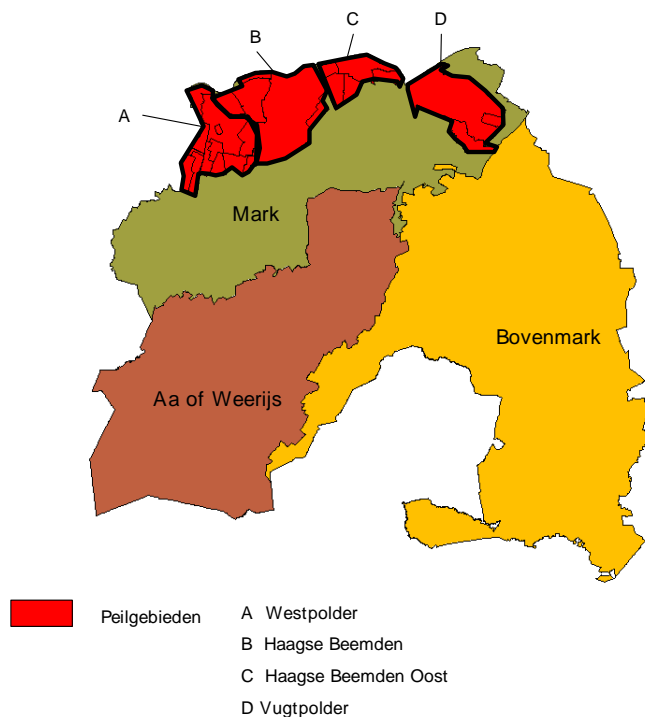 C
D
B
A
Mark
Bovenmark
Aa of Weerijs
Peilgebieden
A Westpolder
B Haagse Beemden
C Haagse Beemden Oost
D Vugtpolder